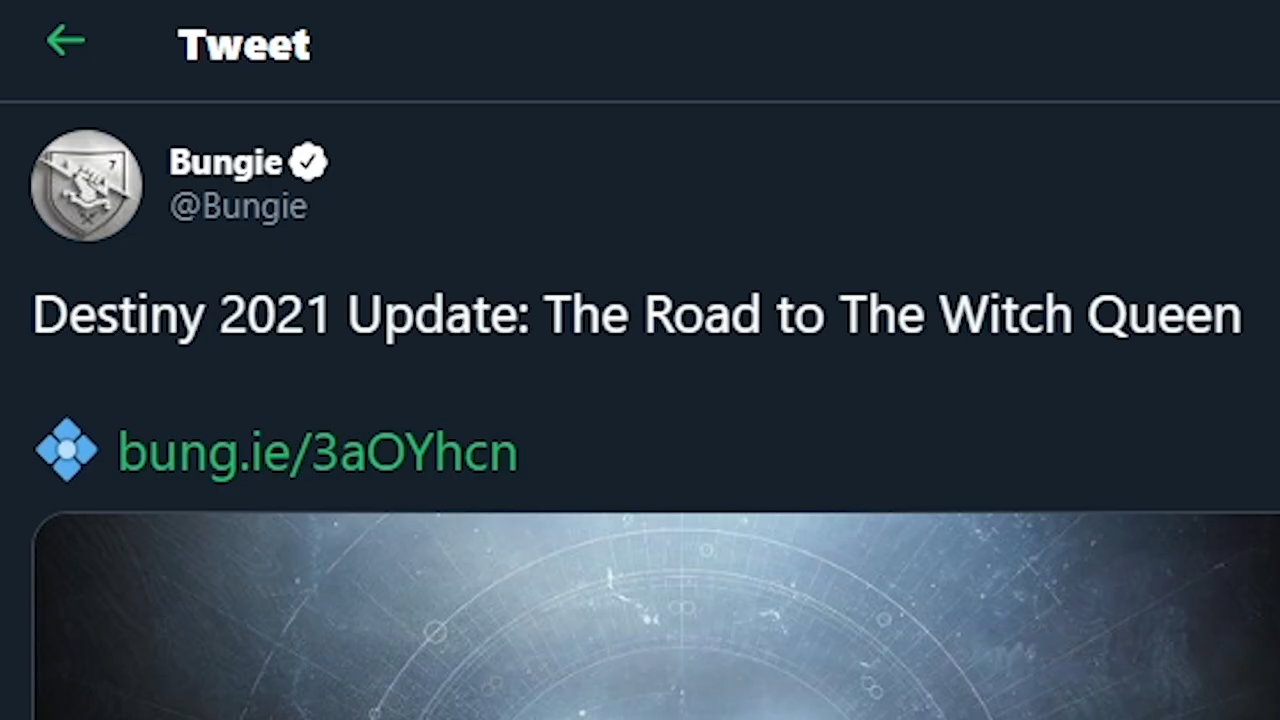 Tweet
Bungie
@Bungie
Destiny 2021 Update: The Road to The Witch Queen
bung.ie/3aOYhcn